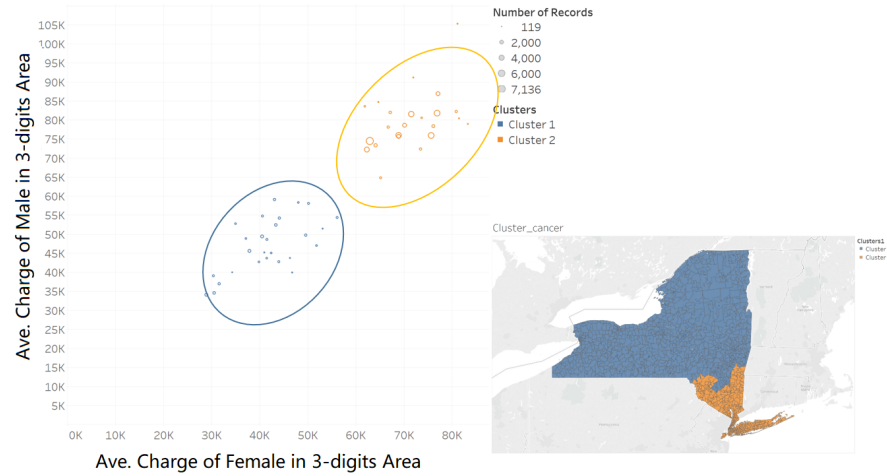 Number of Records
119
2,000
4,000
6,000
7,136
Clusters
Cluster 1
Cluster 2
Ave. Charge of Male in 3-digits Area
105K
100K
95K
90K
85K
80K
75K
70K
65K
60K
55K
50K
45K
40K
35K
30K
25K
20K
15K
10K
5K
0K
10K
20K
30K
40K
50K
60K
70K
80K
Ave. Charge of Female in 3-digits Area
Cluster_cancer
Clusters1
Cluster
Cluster